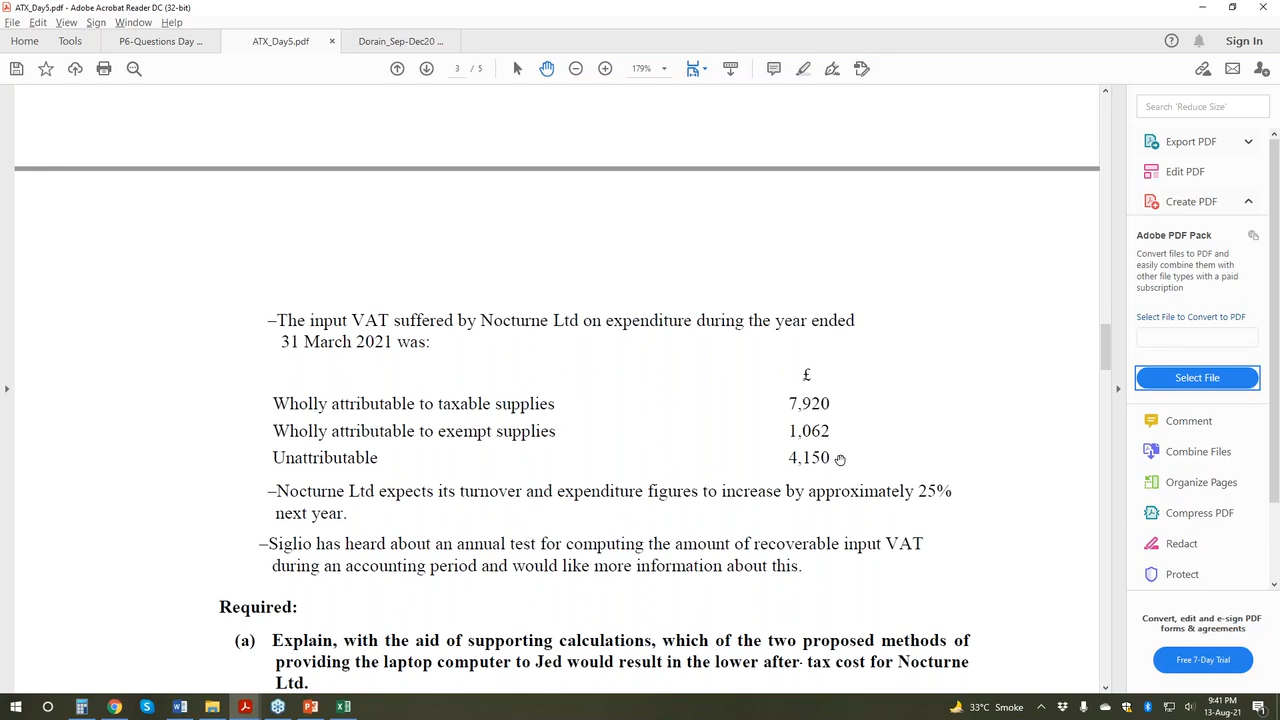 ATX_Day5.pdf - Adobe Acrobat Reader DC (32-bit)
File Edit View Sign Window Help
Home Tools P6-Questions Day ... ATX_Day5.pdf × Dorain_Sep-Dec20 ... Sign In
3 / 5 179%
Search 'Reduce Size'
Export PDF
Edit PDF
Create PDF
Adobe PDF Pack
Convert files to PDF and
easily combine them with
other file types with a paid
subscription
Select File to Convert to PDF
Select File
Comment
Combine Files
Organize Pages
Compress PDF
Redact
Protect
Convert, edit and e-sign PDF
forms & agreements
Free 7-Day Trial
–The input VAT suffered by Nocturne Ltd on expenditure during the year ended
31 March 2021 was:
£
Wholly attributable to taxable supplies 7,920
Wholly attributable to exempt supplies 1,062
Unattributable 4,150
–Nocturne Ltd expects its turnover and expenditure figures to increase by approximately 25%
next year.
–Siglio has heard about an annual test for computing the amount of recoverable input VAT
during an accounting period and would like more information about this.
Required:
(a) Explain, with the aid of supporting calculations, which of the two proposed methods of
providing the laptop computer to Jed would result in the lower after- tax cost for Nocturne
Ltd.
33°C Smoke
9:41 PM
13-Aug-21